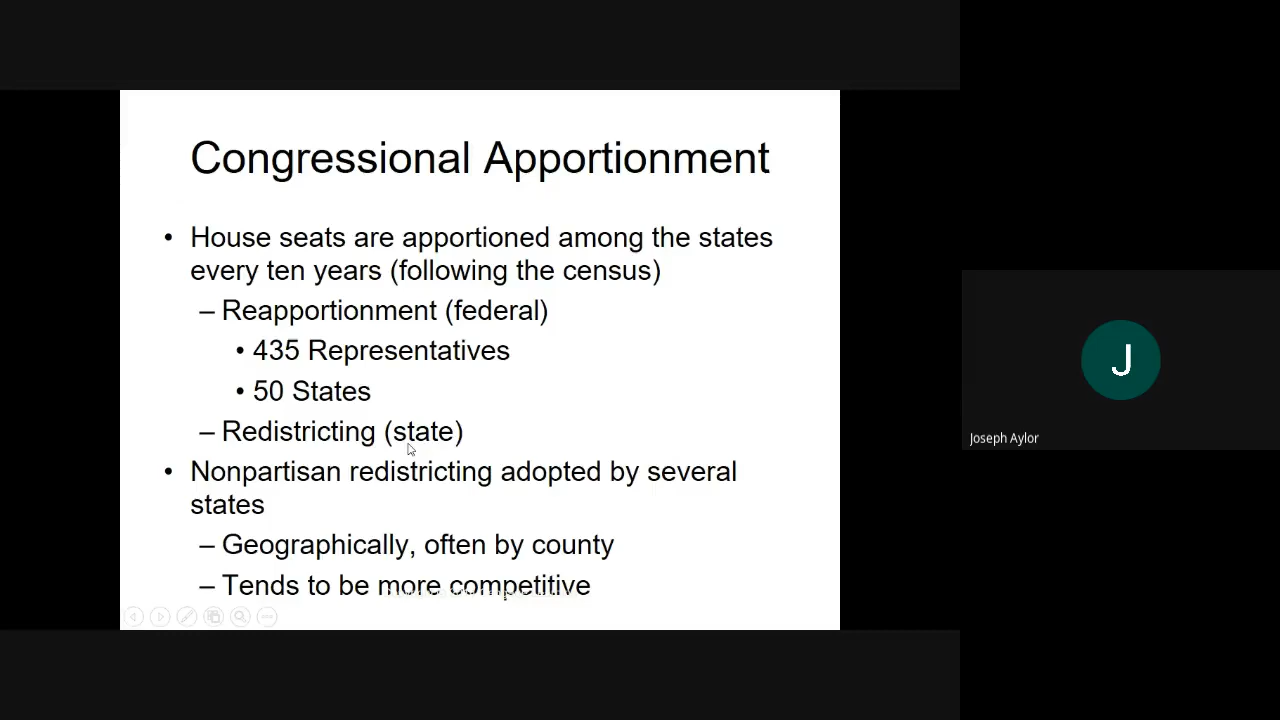 Congressional Apportionment
• House seats are apportioned among the states
every ten years (following the census)
– Reapportionment (federal)
• 435 Representatives
• 50 States
– Redistricting (state)
• Nonpartisan redistricting adopted by several
states
– Geographically, often by county
– Tends to be more competitive
J
Joseph Aylor